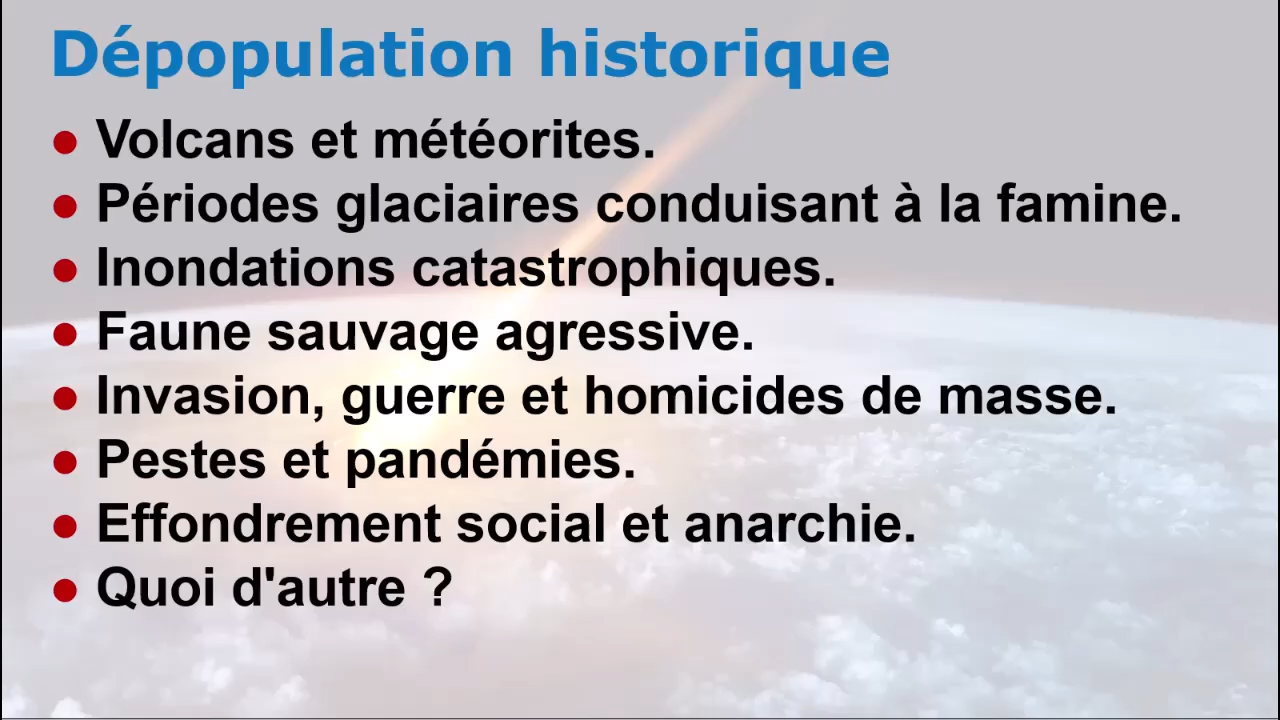 Dépopulation historique
● Volcans et météorites.
● Périodes glaciaires conduisant à la famine.
● Inondations catastrophiques.
● Faune sauvage agressive.
● Invasion, guerre et homicides de masse.
● Pestes et pandémies.
● Effondrement social et anarchie.
● Quoi d'autre ?